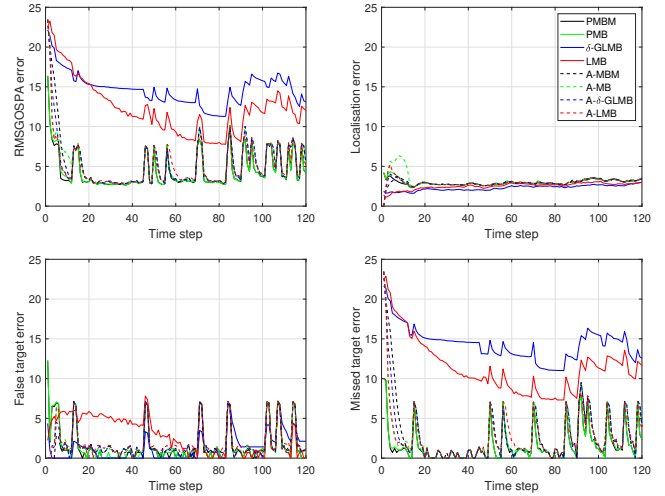 RMSGOSPA error
25
20
15
10
5
0
0 20 40 60 80 100 120
Time step
Localisation error
25
20
15
10
5
0
0 20 40 60 80 100 120
Time step
PMBM
PMB
δ-GLMB
LMB
A-MBM
A-MB
A-δ-GLMB
A-LMB
False target error
25
20
15
10
5
0
0 20 40 60 80 100 120
Time step
Missed target error
25
20
15
10
5
0
0 20 40 60 80 100 120
Time step